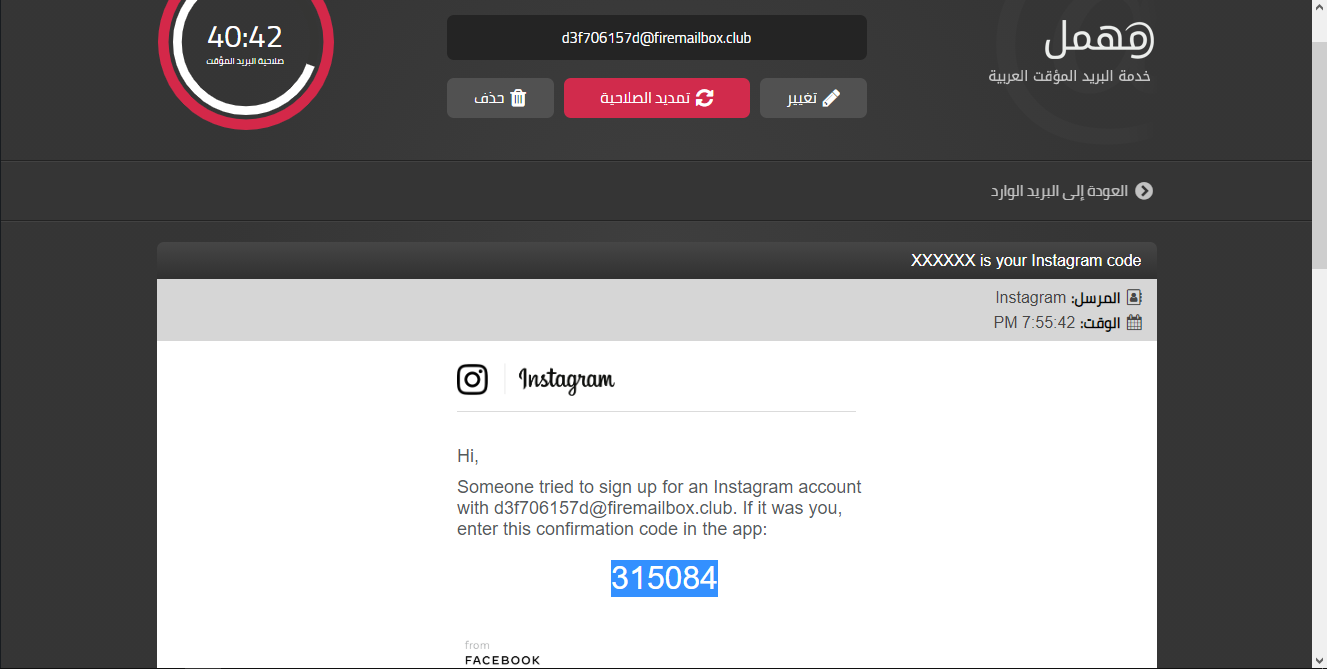 مهمل
خدمة البريد المؤقت العربية
d3f706157d@firemailbox.club
تغيير
تمديد الصلاحية
حذف
40:42
صلاحية البريد المؤقت
العودة إلى البريد الوارد
XXXXXX is your Instagram code
المرسل: Instagram
الوقت: 7:55:42 PM
Instagram
Hi,
Someone tried to sign up for an Instagram account
with d3f706157d@firemailbox.club. If it was you,
enter this confirmation code in the app:
315084
from
FACEBOOK